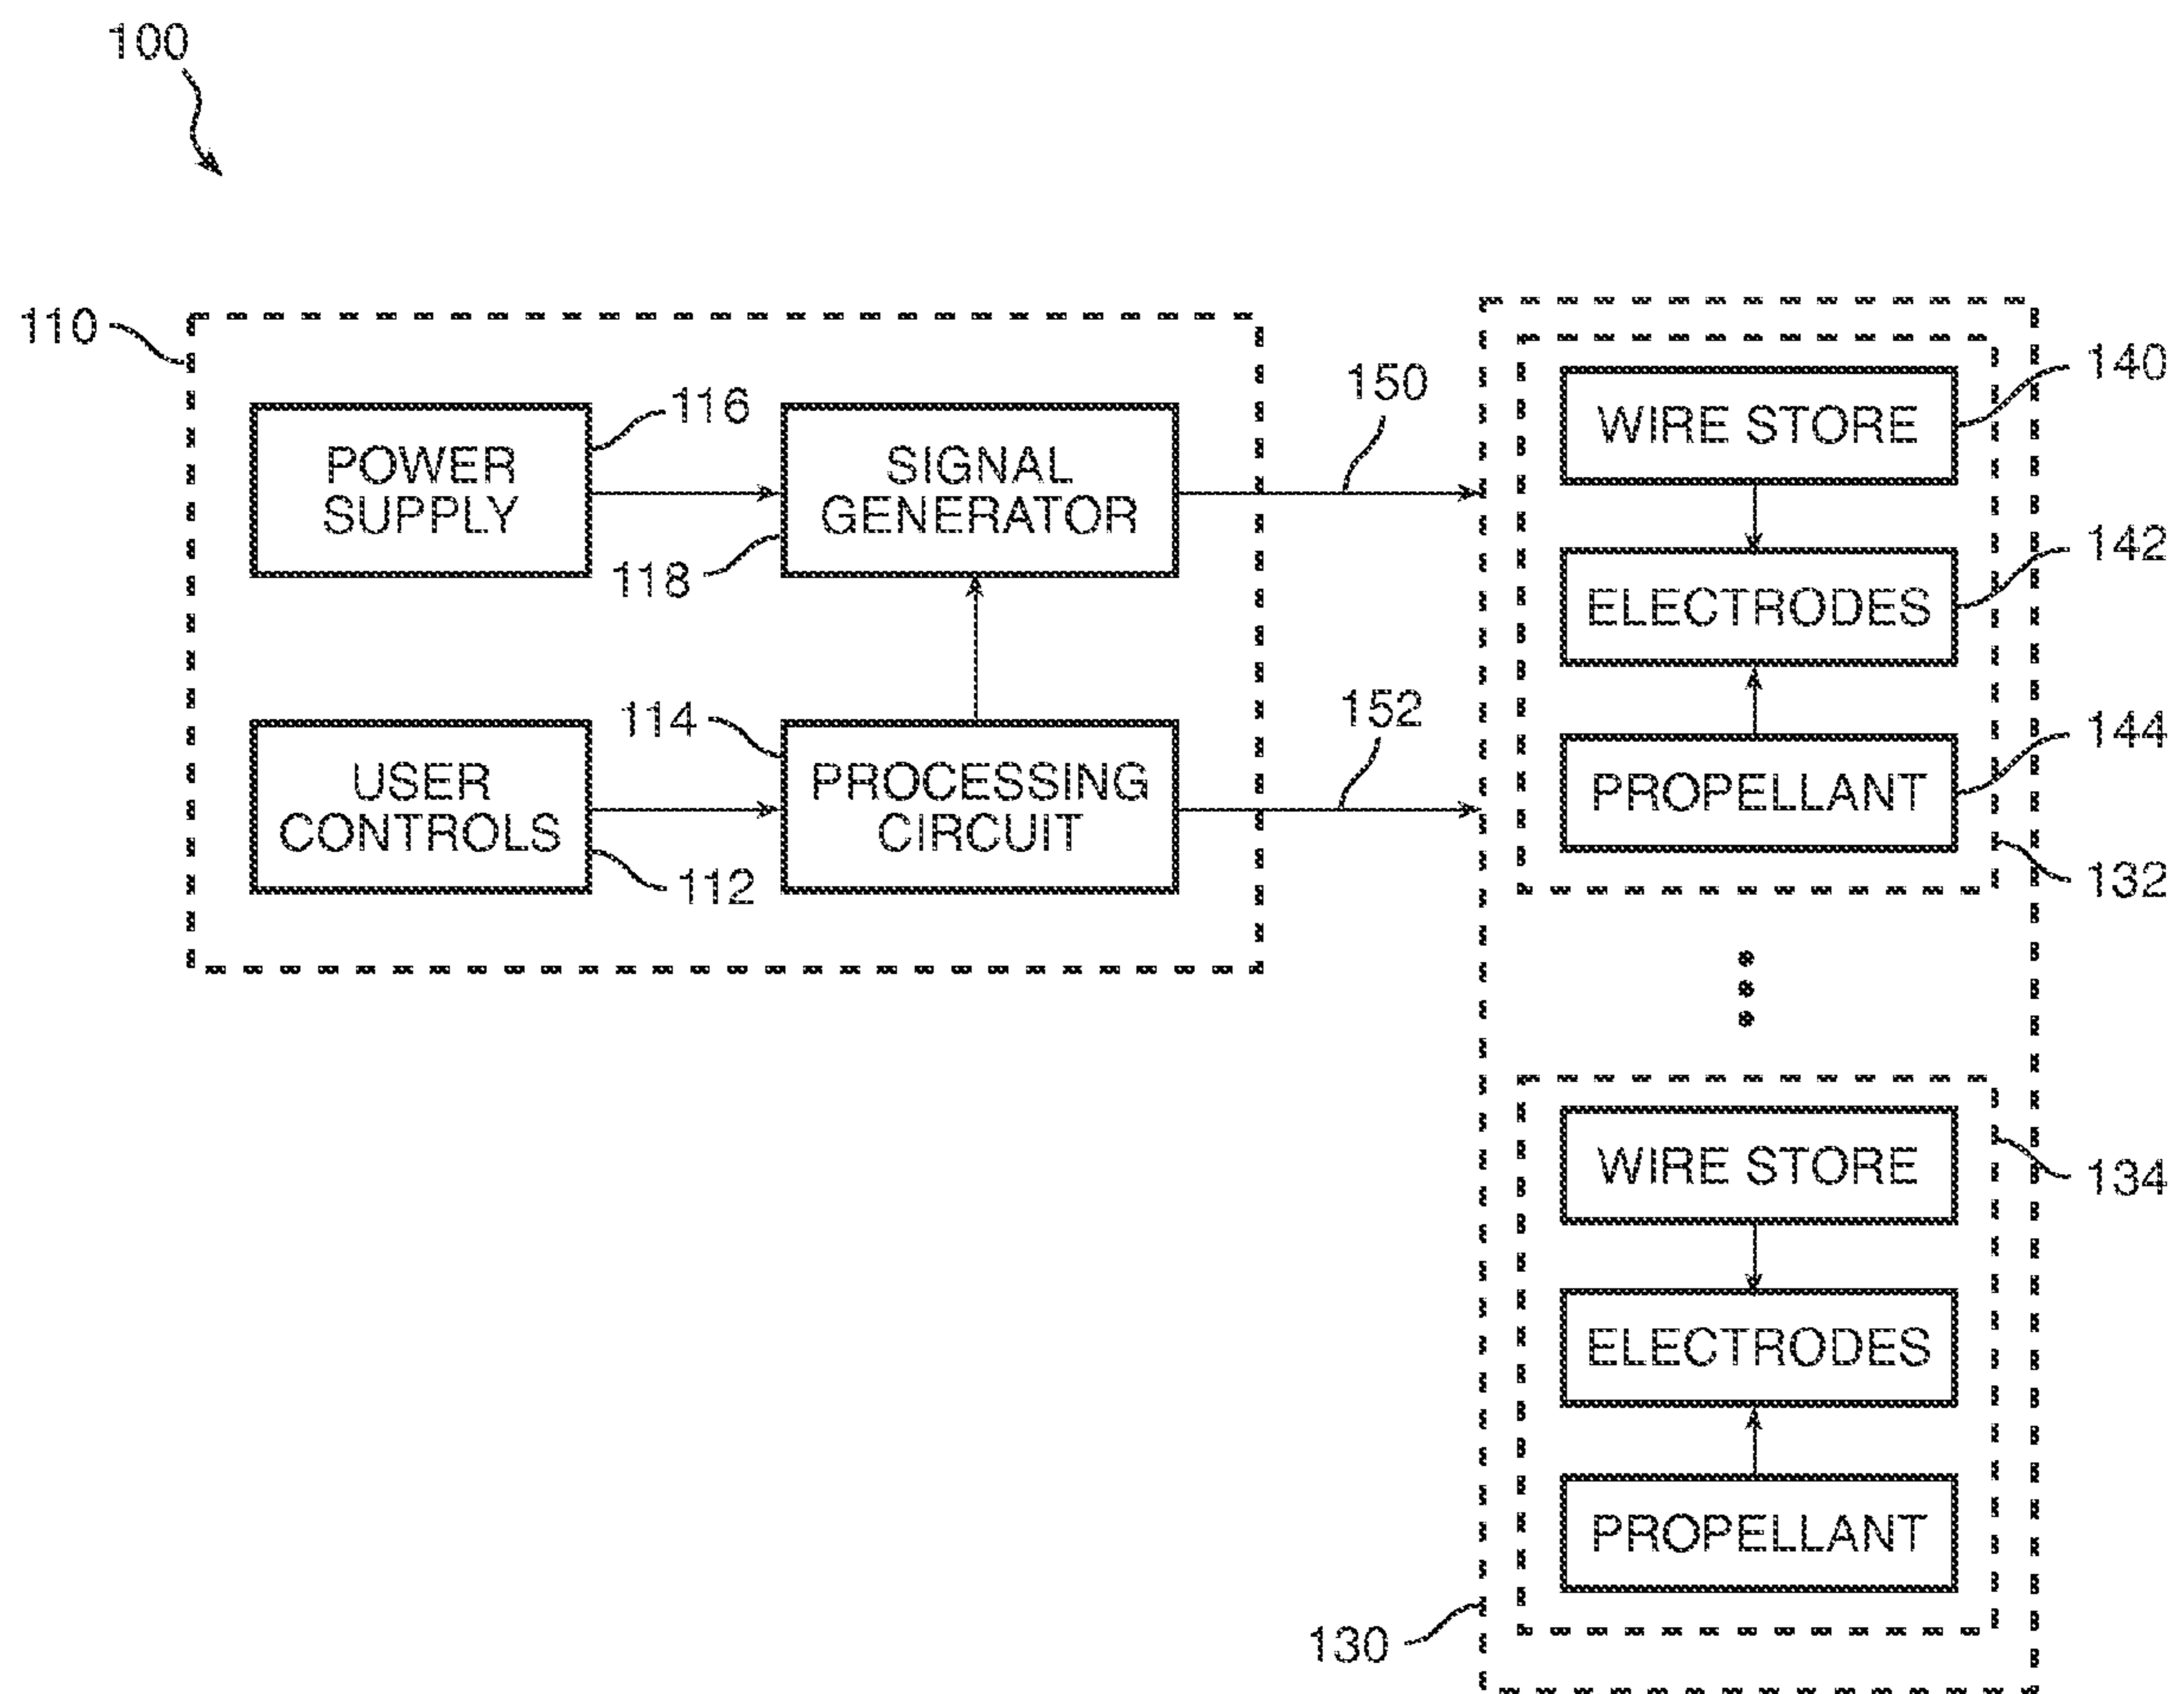 100
110
POWER
SUPPLY
116
SIGNAL
GENERATOR
118
USER
CONTROLS
112
114
PROCESSING
CIRCUIT
150
152
WIRE STORE
140
ELECTRODES
142
PROPELLANT
144
132
WIRE STORE
134
ELECTRODES
PROPELLANT
130